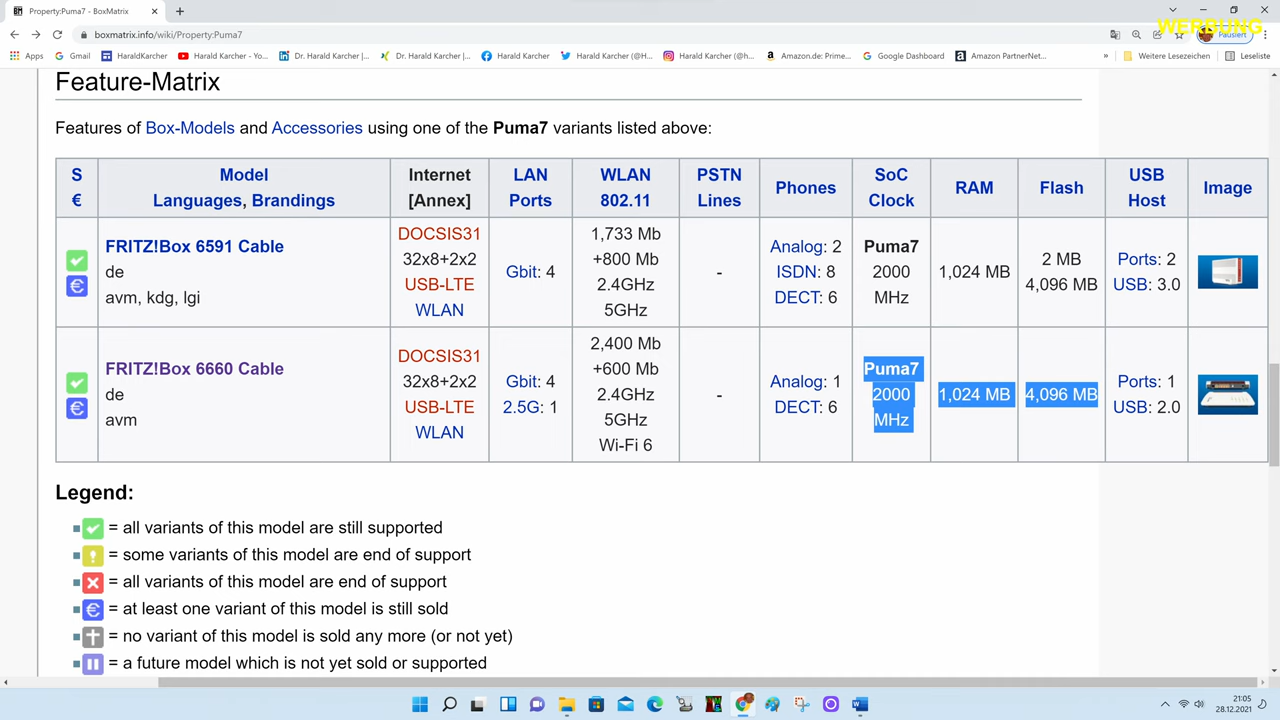 Property:Puma7 - BoxMatrix
WERBUNG
boxmatrix.info/wiki/Property:Puma7
Pausiert
Apps
Gmail
HaraldKarcher
Harald Karcher - Yo...
Dr. Harald Karcher |...
Dr. Harald Karcher |...
Harald Karcher
Harald Karcher (@H...
Harald Karcher (@h...
Amazon.de: Prime...
Google Dashboard
Amazon PartnerNet...
»
Weitere Lesezeichen
Leseliste
Feature-Matrix
Features of Box-Models and Accessories using one of the Puma7 variants listed above:
S
€
Model
Languages, Brandings
Internet
[Annex]
LAN
Ports
WLAN
802.11
PSTN
Lines
Phones
SoC
Clock
RAM
Flash
USB
Host
Image
€
FRITZ!Box 6591 Cable
de
avm, kdg, lgi
DOCSIS31
32x8+2x2
USB-LTE
WLAN
Gbit: 4
1,733 Mb
+800 Mb
2.4GHz
5GHz
-
Analog: 2
ISDN: 8
DECT: 6
Puma7
2000
MHz
1,024 MB
2 MB
4,096 MB
Ports: 2
USB: 3.0
€
FRITZ!Box 6660 Cable
de
avm
DOCSIS31
32x8+2x2
USB-LTE
WLAN
Gbit: 4
2.5G: 1
2,400 Mb
+600 Mb
2.4GHz
5GHz
Wi-Fi 6
-
Analog: 1
DECT: 6
Puma7
2000
MHz
1,024 MB
4,096 MB
Ports: 1
USB: 2.0
Legend:
= all variants of this model are still supported
= some variants of this model are end of support
= all variants of this model are end of support
€ = at least one variant of this model is still sold
= no variant of this model is sold any more (or not yet)
= a future model which is not yet sold or supported
21:05
28.12.2021